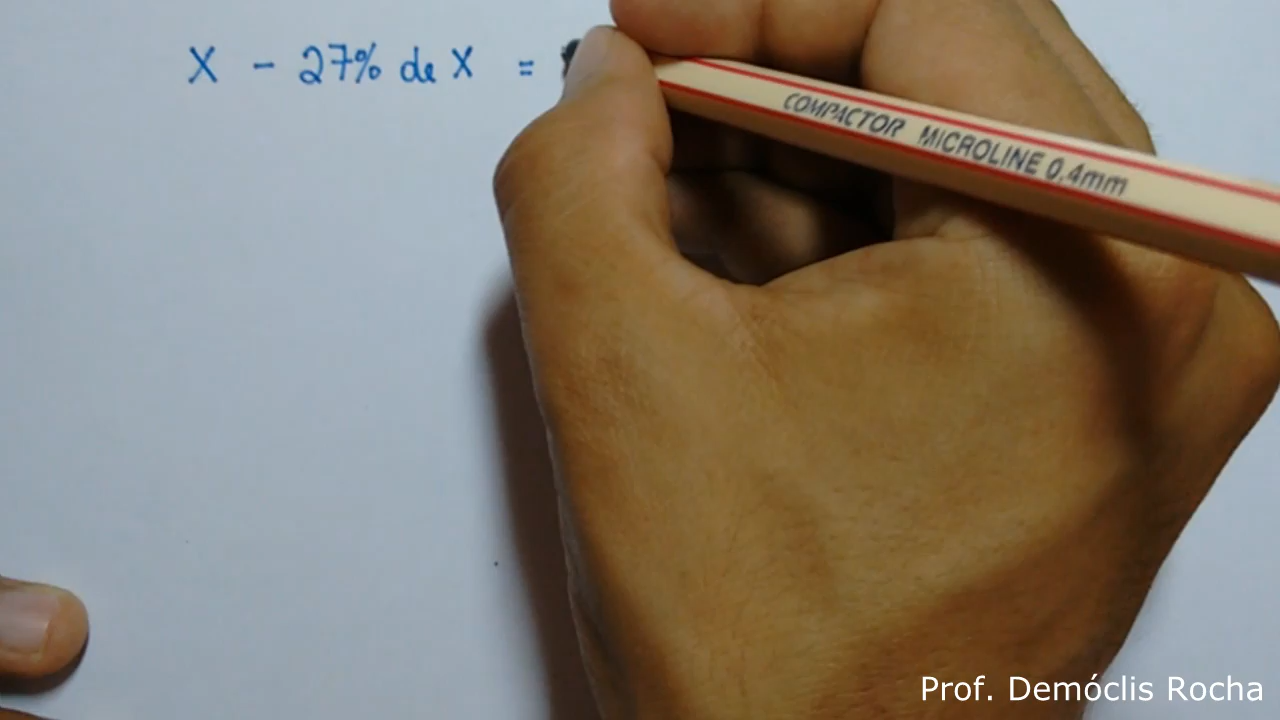 X - 27% de X =
COMPACTOR MICROLINE 0.4mm
Prof. Demóclis Rocha